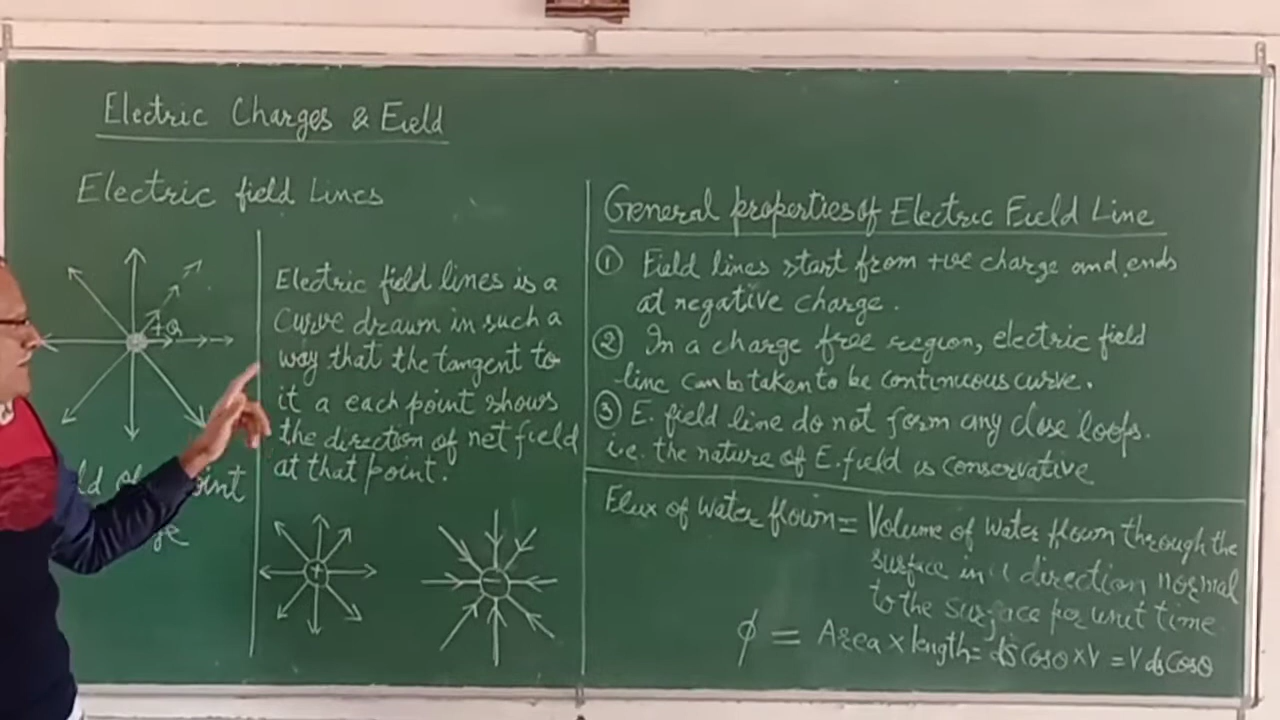 Electric Charges & Field
Electric field Lines
+Q
Electric field lines is a
curve drawn in such a
way that the tangent to
it a each point shows
the direction of net field
at that point.
+
−
General properties of Electric Field Line
① Field lines start from +ve charge and ends
at negative charge.
② In a charge free region, electric field
line can be taken to be continuous curve.
③ E. field line do not form any close loops.
i.e. the nature of E.field is conservative
Flux of water flown = Volume of water flown through the
surface in a direction normal
to the surface per unit time
ϕ = Area × length = ds cosθ × V = V ds cosθ